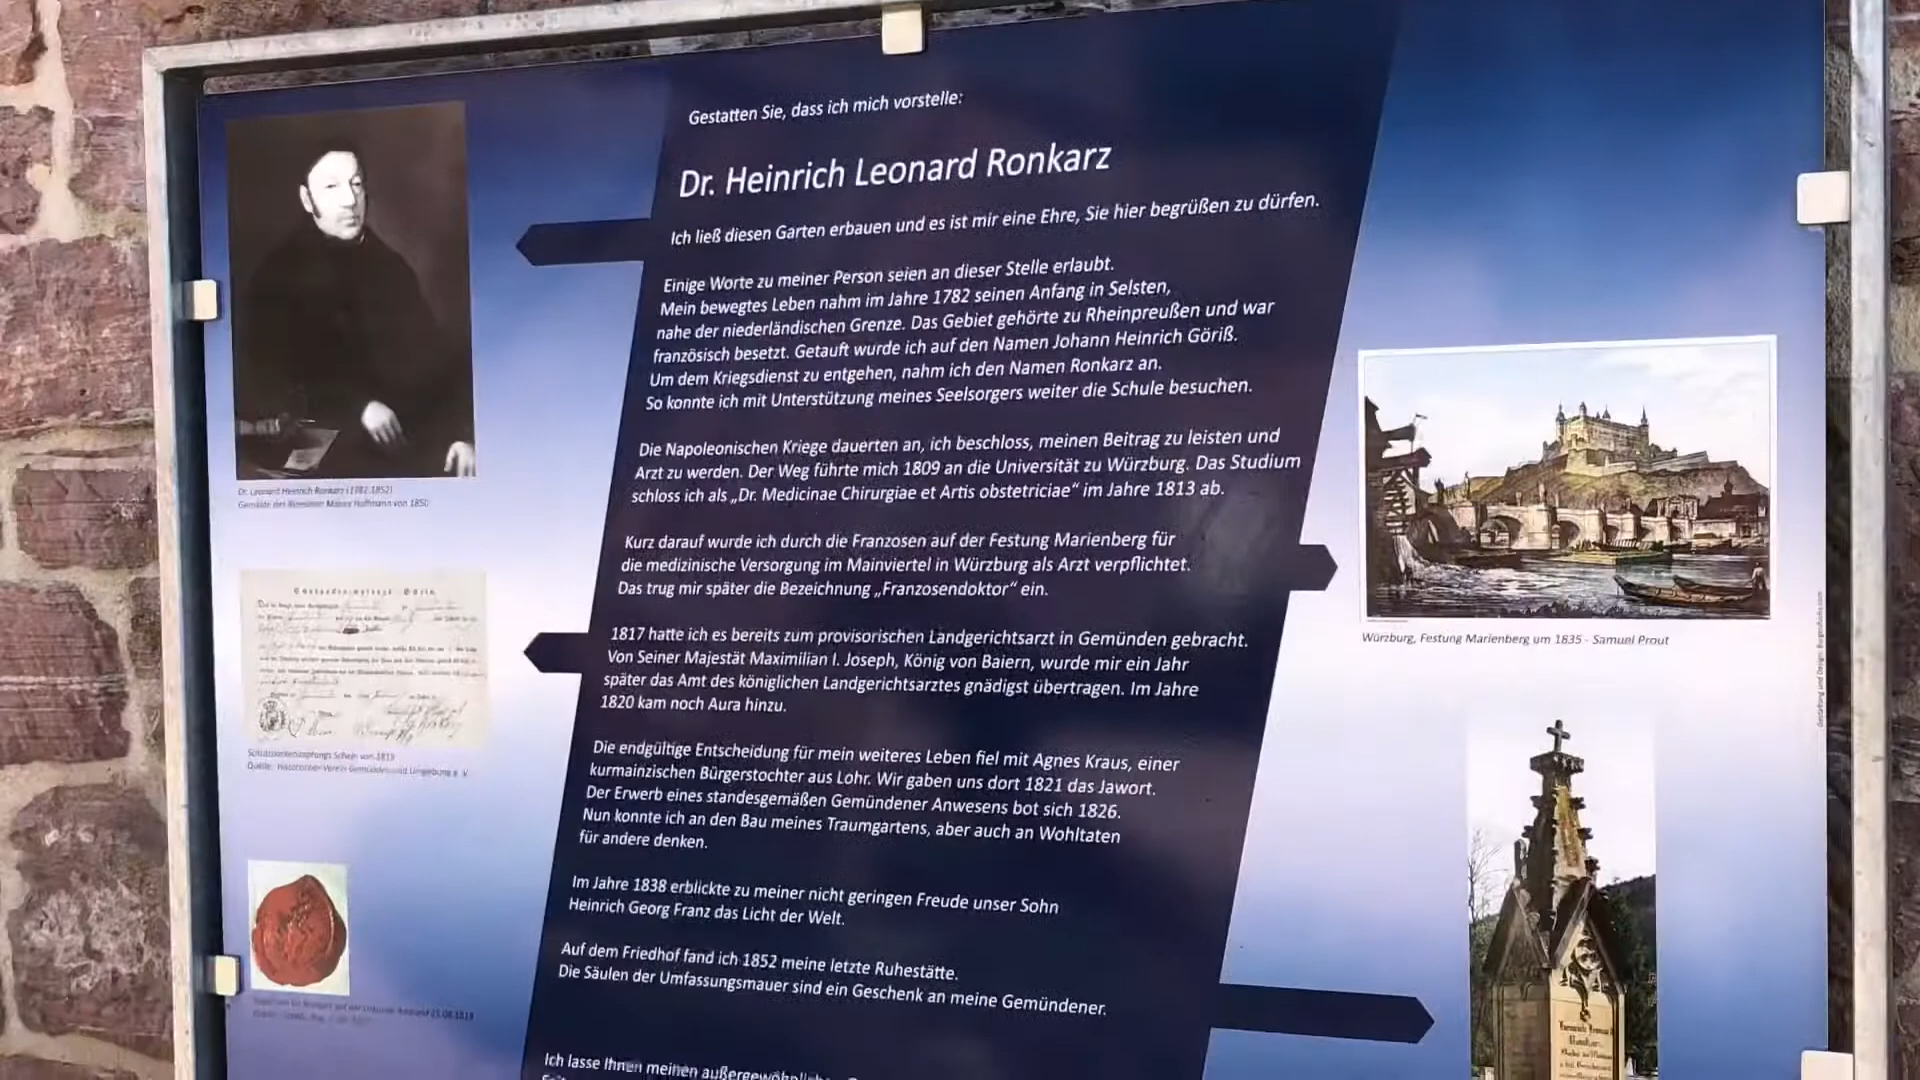 Gestatten Sie, dass ich mich vorstelle:
Dr. Heinrich Leonard Ronkarz
Ich ließ diesen Garten erbauen und es ist mir eine Ehre, Sie hier begrüßen zu dürfen.
Einige Worte zu meiner Person seien an dieser Stelle erlaubt.
Mein bewegtes Leben nahm im Jahre 1782 seinen Anfang in Selsten,
nahe der niederländischen Grenze. Das Gebiet gehörte zu Rheinpreußen und war
französisch besetzt. Getauft wurde ich auf den Namen Johann Heinrich Göriß.
Um dem Kriegsdienst zu entgehen, nahm ich den Namen Ronkarz an.
So konnte ich mit Unterstützung meines Seelsorgers weiter die Schule besuchen.
Die Napoleonischen Kriege dauerten an, ich beschloss, meinen Beitrag zu leisten und
Arzt zu werden. Der Weg führte mich 1809 an die Universität zu Würzburg. Das Studium
schloss ich als „Dr. Medicinae Chirurgiae et Artis obstetriciae“ im Jahre 1813 ab.
Kurz darauf wurde ich durch die Franzosen auf der Festung Marienberg für
die medizinische Versorgung im Mainviertel in Würzburg als Arzt verpflichtet.
Das trug mir später die Bezeichnung „Franzosendoktor“ ein.
1817 hatte ich es bereits zum provisorischen Landgerichtsarzt in Gemünden gebracht.
Von Seiner Majestät Maximilian I. Joseph, König von Baiern, wurde mir ein Jahr
später das Amt des königlichen Landgerichtsarztes gnädigst übertragen. Im Jahre
1820 kam noch Aura hinzu.
Die endgültige Entscheidung für mein weiteres Leben fiel mit Agnes Kraus, einer
kurmainzischen Bürgerstochter aus Lohr. Wir gaben uns dort 1821 das Jawort.
Der Erwerb eines standesgemäßen Gemündener Anwesens bot sich 1826.
Nun konnte ich an den Bau meines Traumgartens, aber auch an Wohltaten
für andere denken.
Im Jahre 1838 erblickte zu meiner nicht geringen Freude unser Sohn
Heinrich Georg Franz das Licht der Welt.
Auf dem Friedhof fand ich 1852 meine letzte Ruhestätte.
Die Säulen der Umfassungsmauer sind ein Geschenk an meine Gemündener.
Ich lasse Ihnen meinen
Dr. Leonard Heinrich Ronkarz (1782-1852)
Gemälde des Hoffmann von 1850
Schein von 1819
Quelle: Historischer Verein Gemünden und Umgebung e. V.
Würzburg, Festung Marienberg um 1835 - Samuel Prout